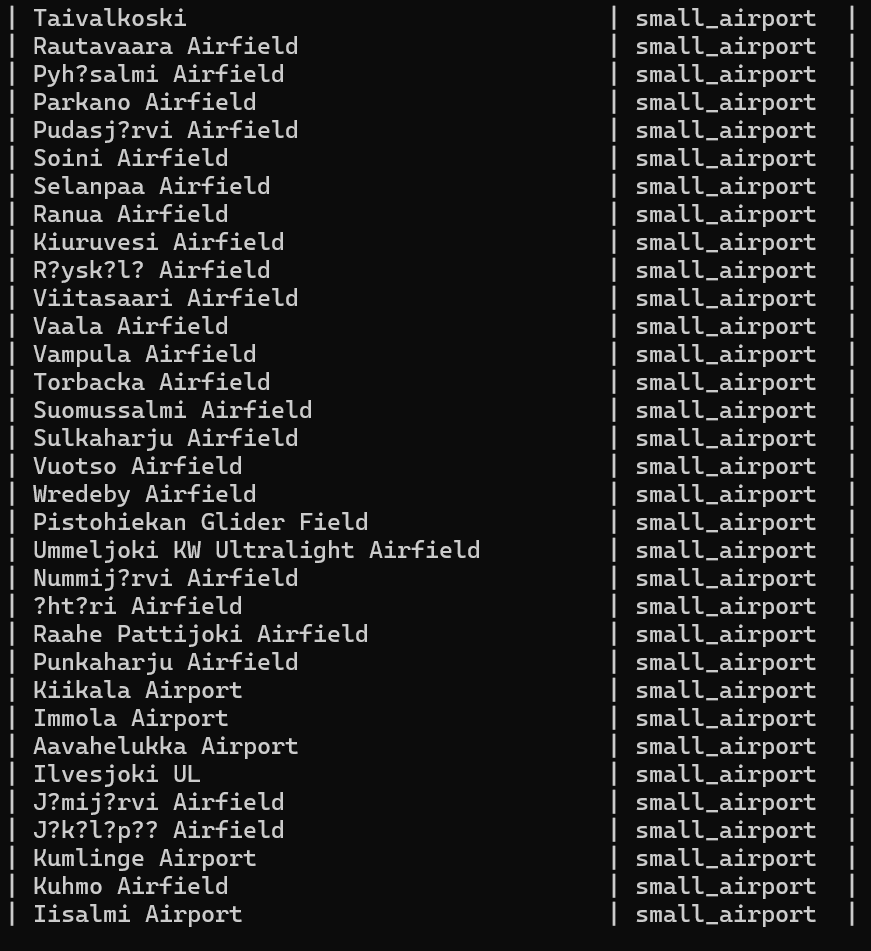 | Taivalkoski | small_airport |
| Rautavaara Airfield | small_airport |
| Pyh?salmi Airfield | small_airport |
| Parkano Airfield | small_airport |
| Pudasj?rvi Airfield | small_airport |
| Soini Airfield | small_airport |
| Selanpaa Airfield | small_airport |
| Ranua Airfield | small_airport |
| Kiuruvesi Airfield | small_airport |
| R?ysk?l? Airfield | small_airport |
| Viitasaari Airfield | small_airport |
| Vaala Airfield | small_airport |
| Vampula Airfield | small_airport |
| Torbacka Airfield | small_airport |
| Suomussalmi Airfield | small_airport |
| Sulkaharju Airfield | small_airport |
| Vuotso Airfield | small_airport |
| Wredeby Airfield | small_airport |
| Pistohiekan Glider Field | small_airport |
| Ummeljoki KW Ultralight Airfield | small_airport |
| Nummij?rvi Airfield | small_airport |
| ?ht?ri Airfield | small_airport |
| Raahe Pattijoki Airfield | small_airport |
| Punkaharju Airfield | small_airport |
| Kiikala Airport | small_airport |
| Immola Airport | small_airport |
| Aavahelukka Airport | small_airport |
| Ilvesjoki UL | small_airport |
| J?mij?rvi Airfield | small_airport |
| J?k?l?p?? Airfield | small_airport |
| Kumlinge Airport | small_airport |
| Kuhmo Airfield | small_airport |
| Iisalmi Airport | small_airport |